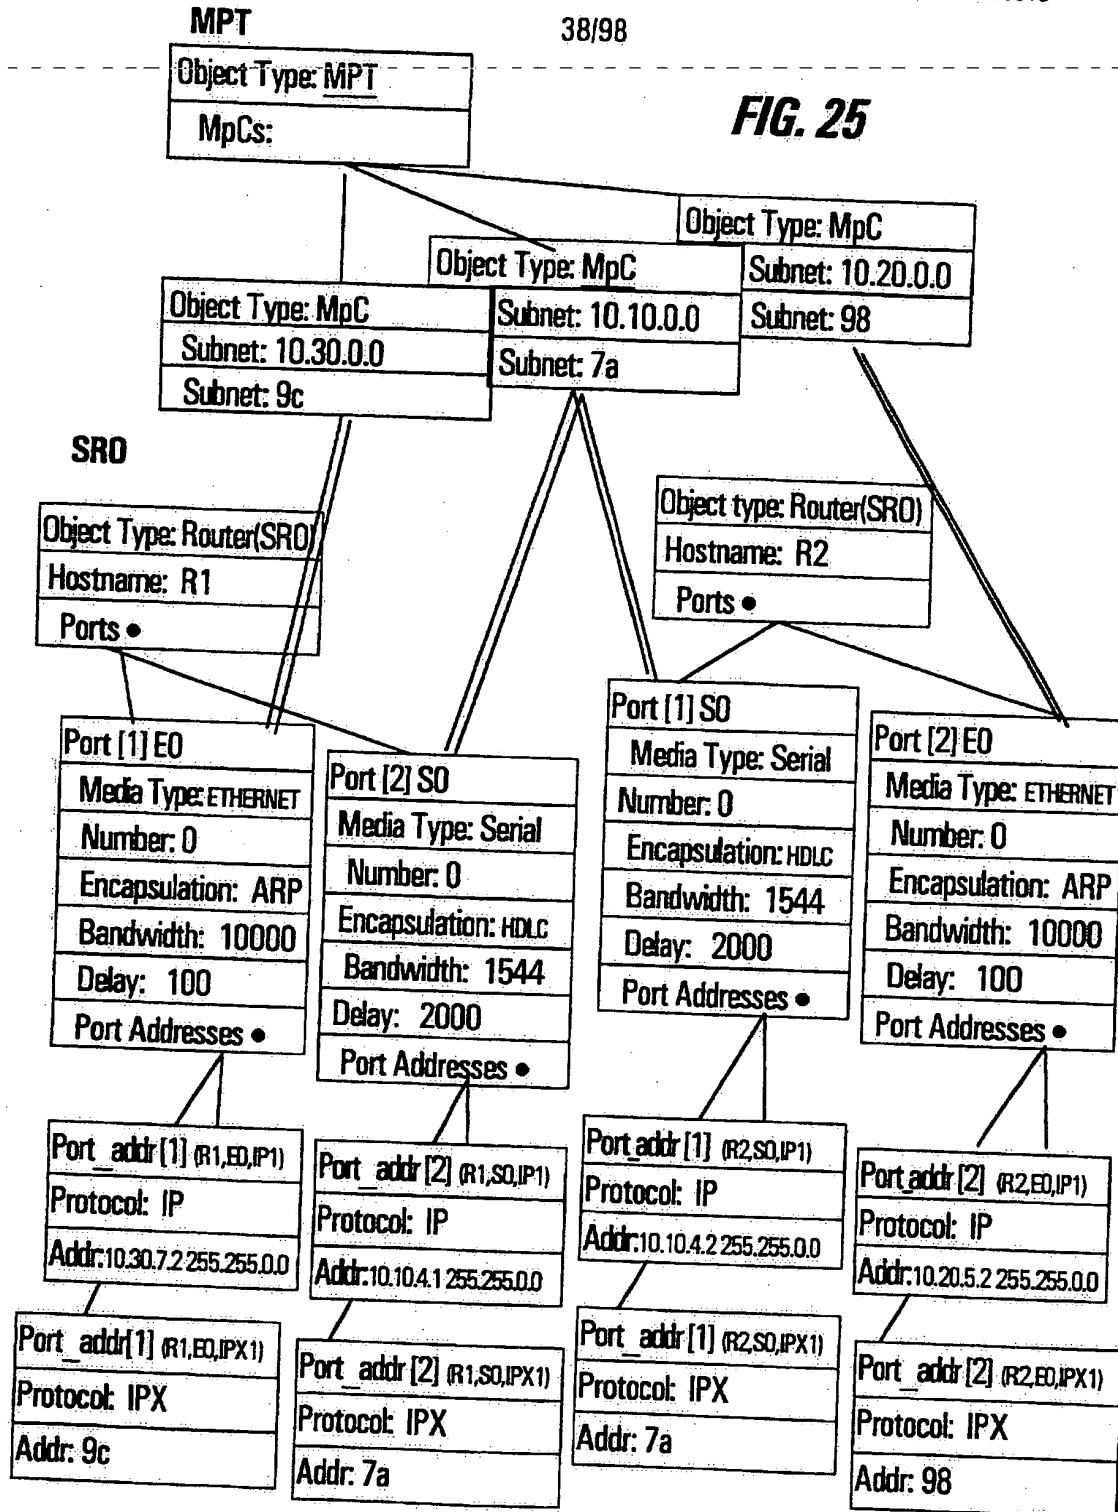 MPT
38/98
Object Type: MPT
MpCs:
FIG. 25
Object Type: MpC
Subnet: 10.20.0.0
Subnet: 98
Object Type: MpC
Subnet: 10.10.0.0
Subnet: 7a
Object Type: MpC
Subnet: 10.30.0.0
Subnet: 9c
SRO
Object Type: Router(SRO)
Hostname: R1
Ports •
Object type: Router(SRO)
Hostname: R2
Ports •
Port [1] E0
Media Type: ETHERNET
Number: 0
Encapsulation: ARP
Bandwidth: 10000
Delay: 100
Port Addresses •
Port [2] S0
Media Type: Serial
Number: 0
Encapsulation: HDLC
Bandwidth: 1544
Delay: 2000
Port Addresses •
Port [1] S0
Media Type: Serial
Number: 0
Encapsulation: HDLC
Bandwidth: 1544
Delay: 2000
Port Addresses •
Port [2] E0
Media Type: ETHERNET
Number: 0
Encapsulation: ARP
Bandwidth: 10000
Delay: 100
Port Addresses •
Port_addr [1] (R1,E0,IP1)
Protocol: IP
Addr:10.30.7.2 255.255.0.0
Port_addr [2] (R1,S0,IP1)
Protocol: IP
Addr:10.10.4.1 255.255.0.0
Port_addr [1] (R2,S0,IP1)
Protocol: IP
Addr:10.10.4.2 255.255.0.0
Port_addr [2] (R2,E0,IP1)
Protocol: IP
Addr:10.20.5.2 255.255.0.0
Port_addr[1] (R1,E0,IPX1)
Protocol: IPX
Addr: 9c
Port_addr [2] (R1,S0,IPX1)
Protocol: IPX
Addr: 7a
Port_addr [1] (R2,S0,IPX1)
Protocol: IPX
Addr: 7a
Port_addr [2] (R2,E0,IPX1)
Protocol: IPX
Addr: 98